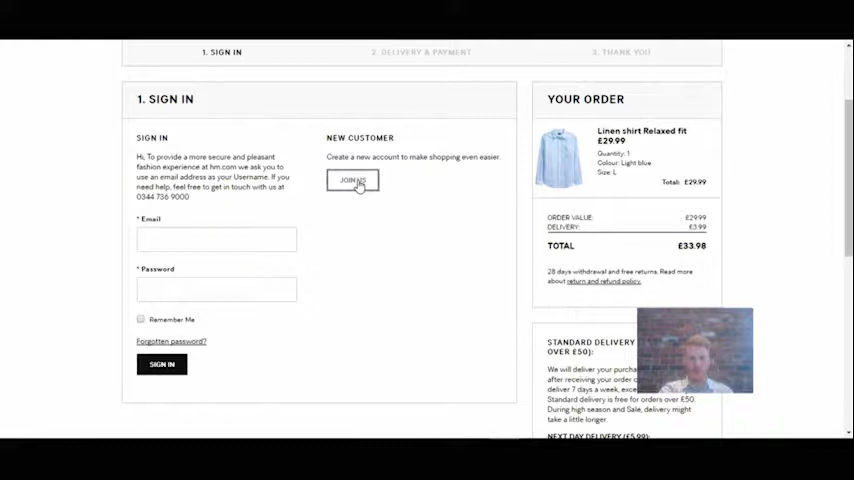 1. SIGN IN
2. DELIVERY & PAYMENT
3. THANK YOU
1. SIGN IN
SIGN IN
Hi, To provide a more secure and pleasant
fashion experience at hm.com we ask you to
use an email address as your Username. If you
need help, feel free to get in touch with us at
0344 736 9000
* Email
* Password
Remember Me
Forgotten password?
SIGN IN
NEW CUSTOMER
Create a new account to make shopping even easier.
JOIN US
YOUR ORDER
Linen shirt Relaxed fit
£29.99
Quantity: 1
Colour: Light blue
Size: L
Total: £29.99
ORDER VALUE: £29.99
DELIVERY: £3.99
TOTAL £33.98
28 days withdrawal and free returns. Read more
about return and refund policy.
STANDARD DELIVERY
OVER £50):
We will deliver your purcha
after receiving your order
deliver 7 days a week, exce
Standard delivery is free for orders over £50.
During high season and Sale, delivery might
take a little longer.
NEXT DAY DELIVERY (£5.99):